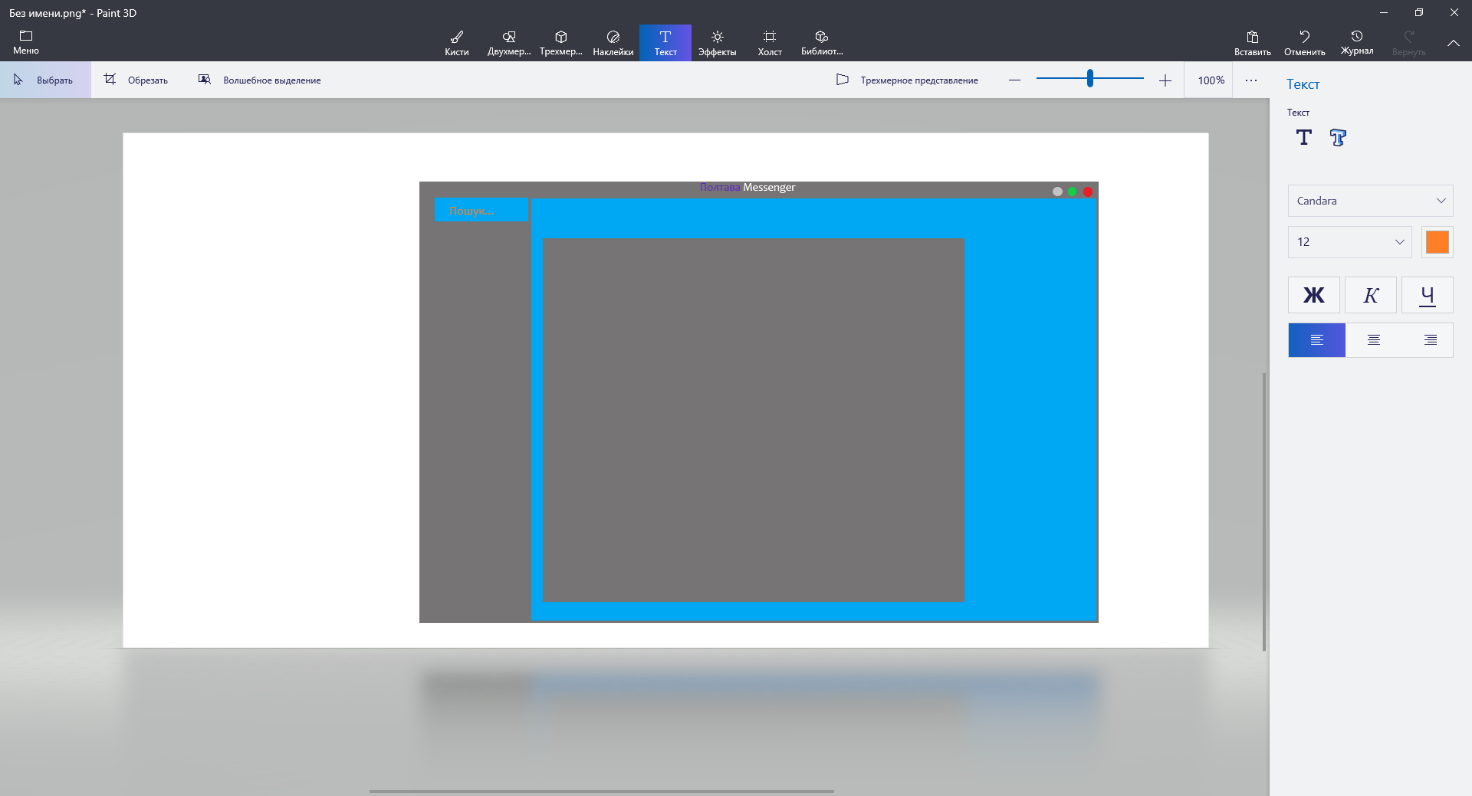 Без имени.png* - Paint 3D
Меню
Кисти
Двухмер...
Трехмер...
Наклейки
Текст
Эффекты
Холст
Библиот...
Вставить
Отменить
Журнал
Вернуть
Выбрать
Обрезать
Волшебное выделение
Трехмерное представление
100%
Текст
Текст
Candara
12
Ж К Ч
Полтава Messenger
Пошук...